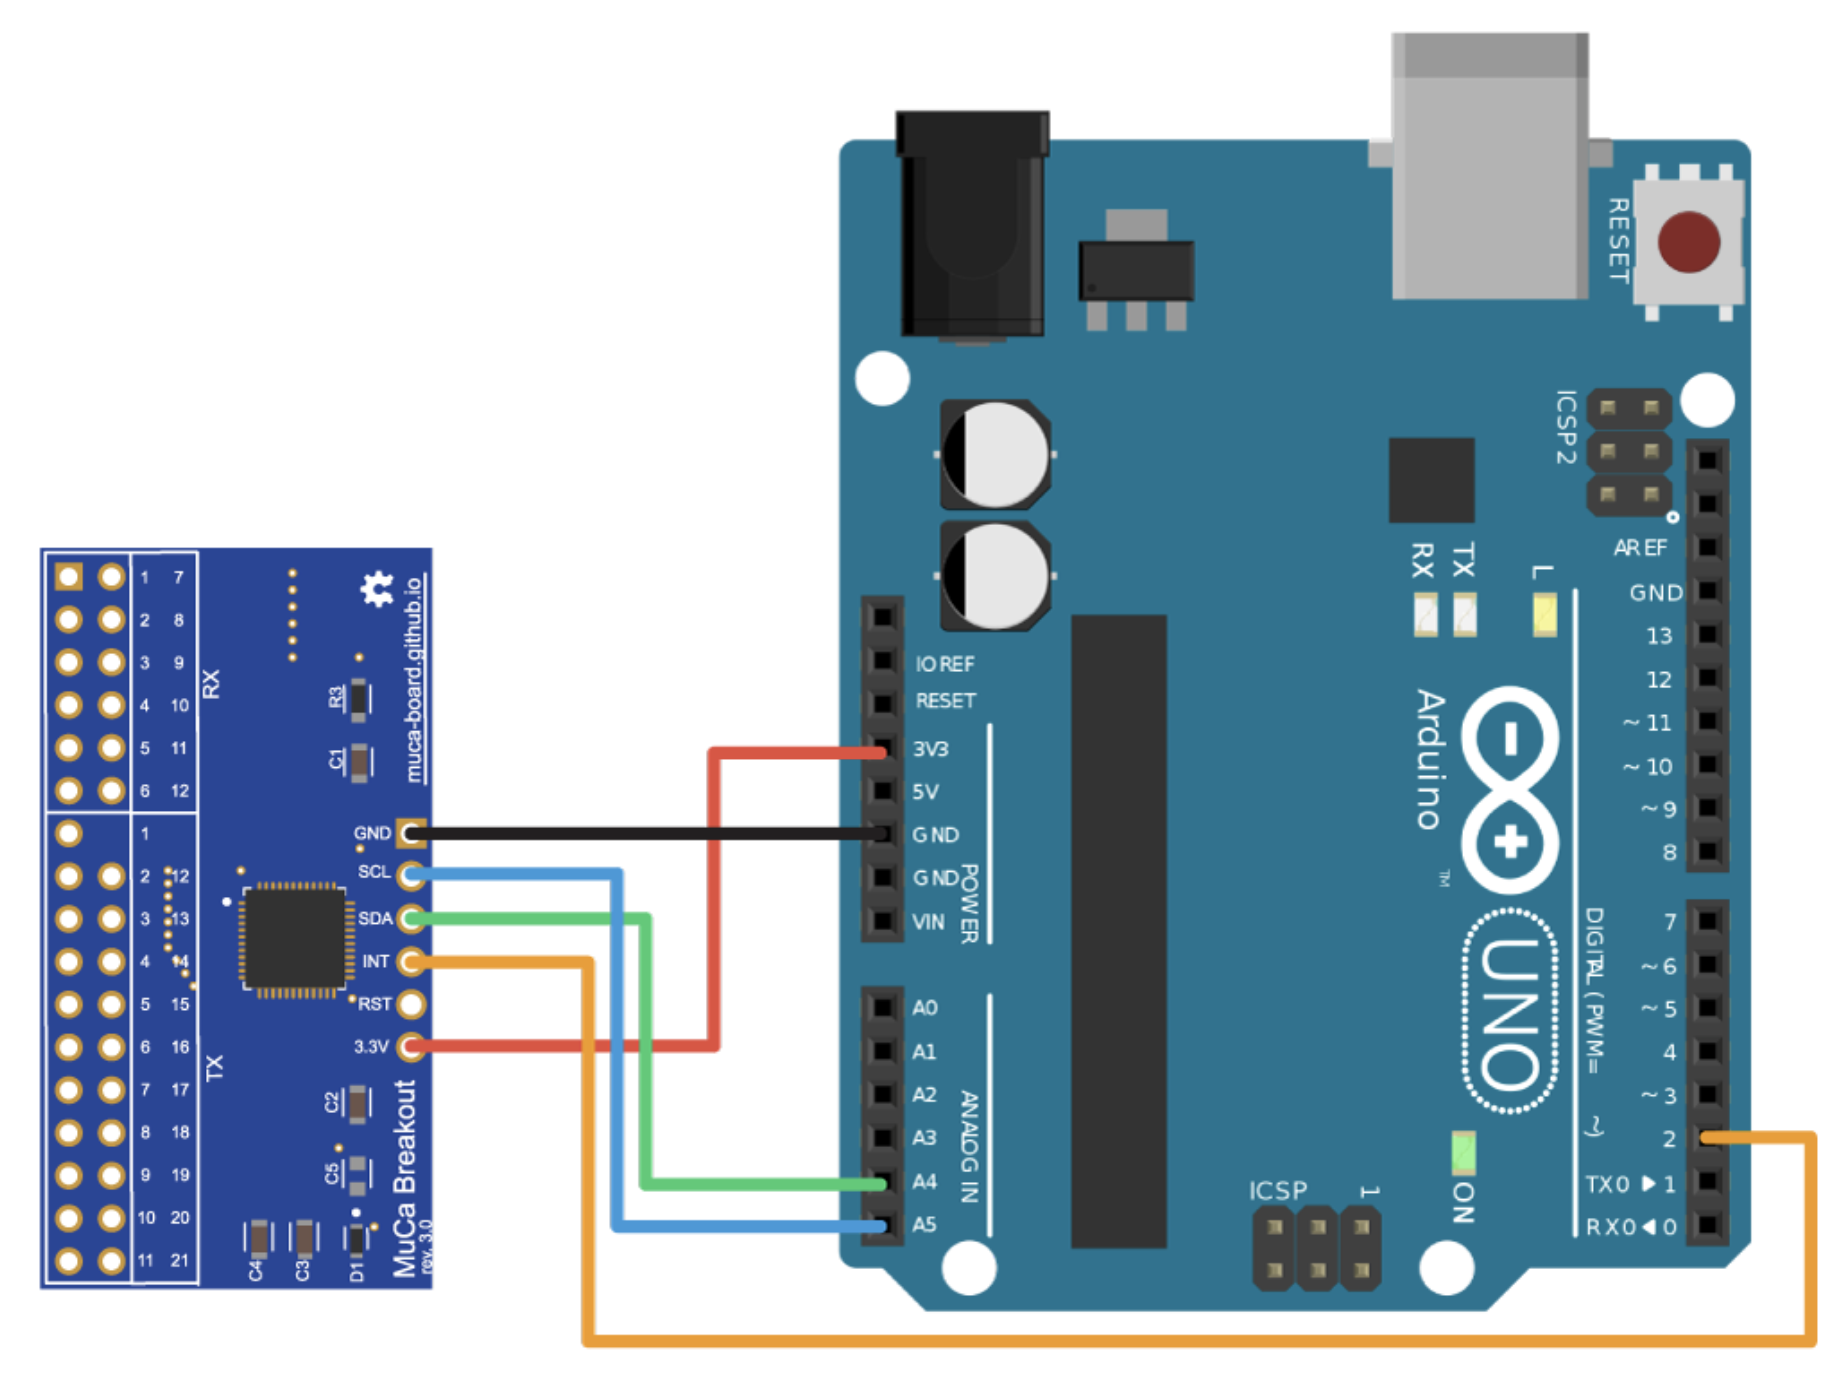 1 7
2 8
3 9
4 10
5 11
6 12
RX
1
2 12
3 13
4 14
5 15
6 16
7 17
8 18
9 19
10 20
11 21
TX
muca-board.github.io
R3
C1
GND
SCL
SDA
INT
RST
3.3V
C2
C5
C4
C3
D1
MuCa Breakout
rev. 3.0
RESET
ICSP2
IOREF
RESET
3V3
5V
GND
GND
VIN
POWER
A0
A1
A2
A3
A4
A5
ANALOG IN
RX
TX
L
Arduino
TM
UNO
ON
ICSP
1
AREF
GND
13
12
~11
~10
~9
8
7
~6
~5
4
~3
2
TX0 ▶ 1
RX0 ◀ 0
DIGITAL (PWM= ~)